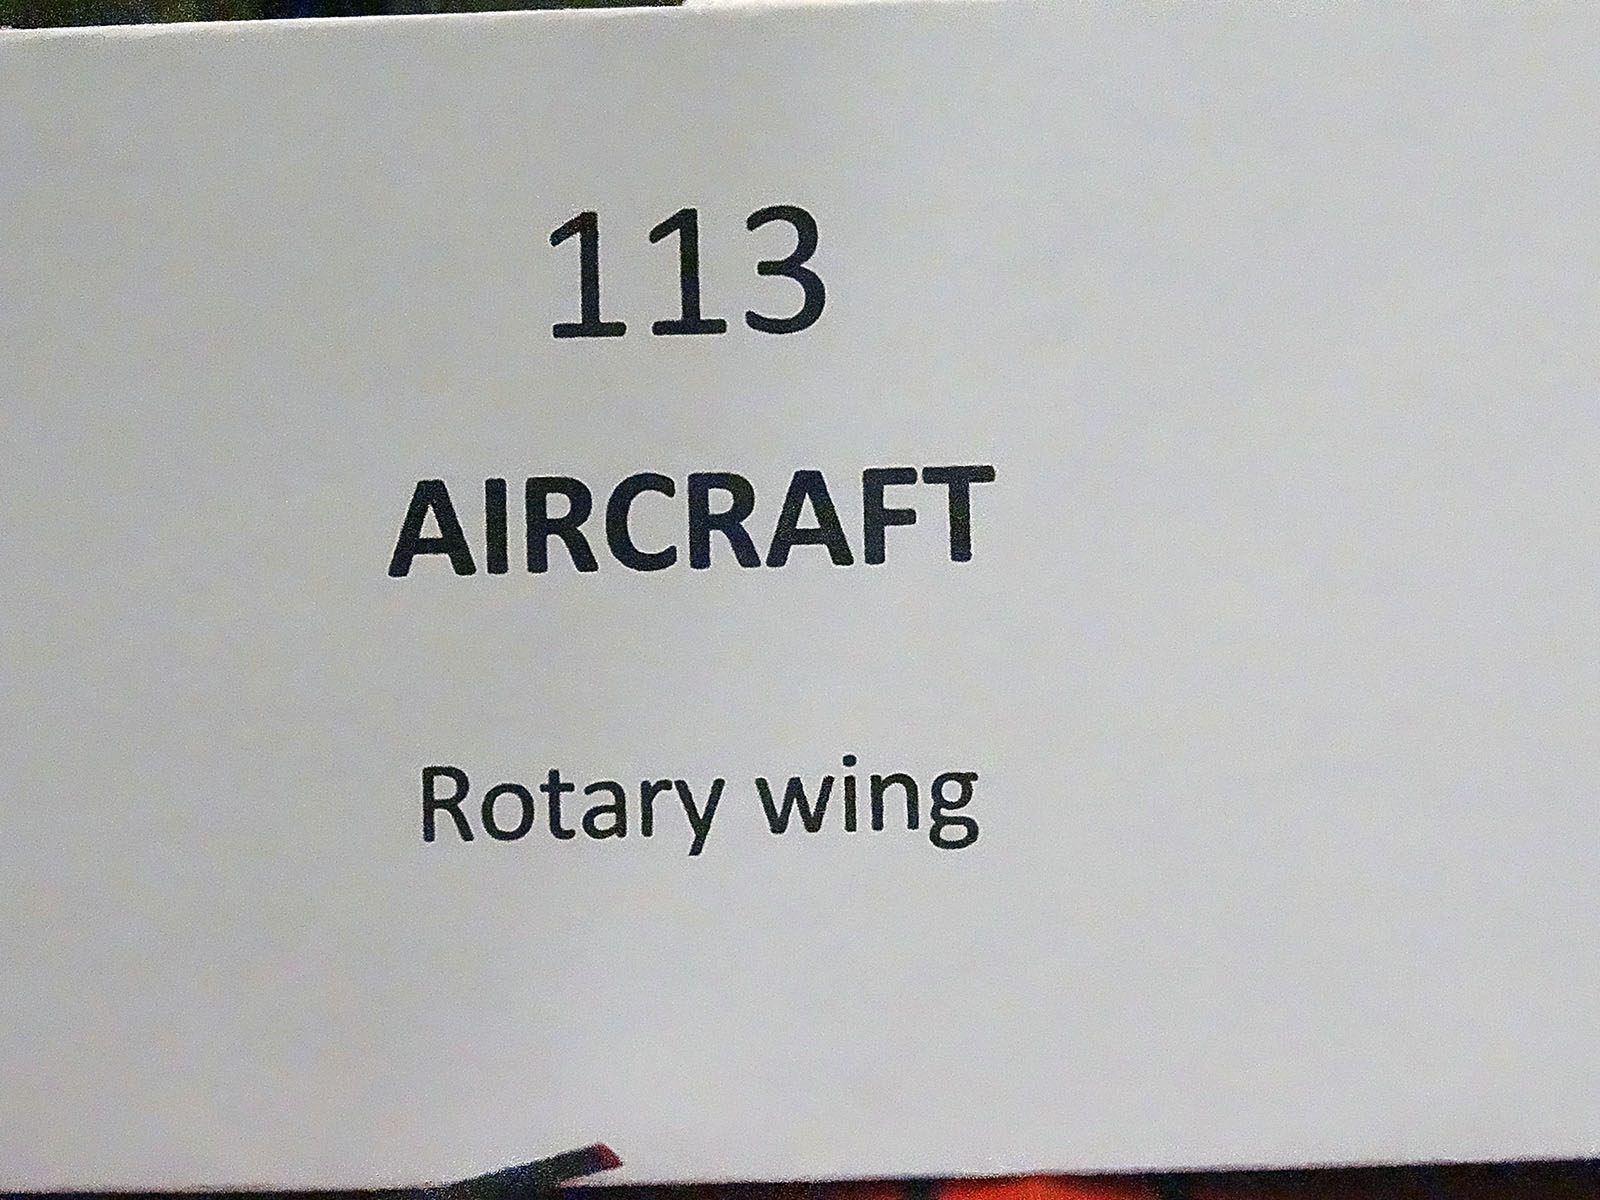 113
AIRCRAFT
Rotary wing